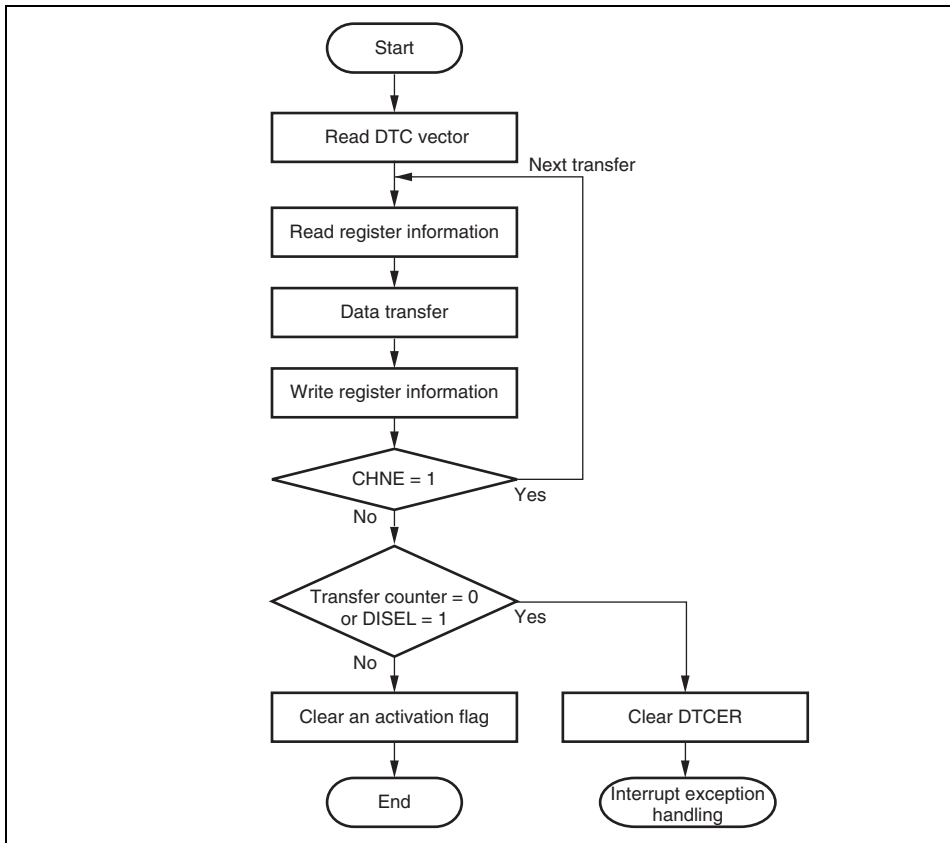 Start
Read DTC vector
Next transfer
Read register information
Data transfer
Write register information
CHNE = 1
Yes
No
Transfer counter = 0
or DISEL = 1
Yes
No
Clear an activation flag
Clear DTCER
End
Interrupt exception
handling